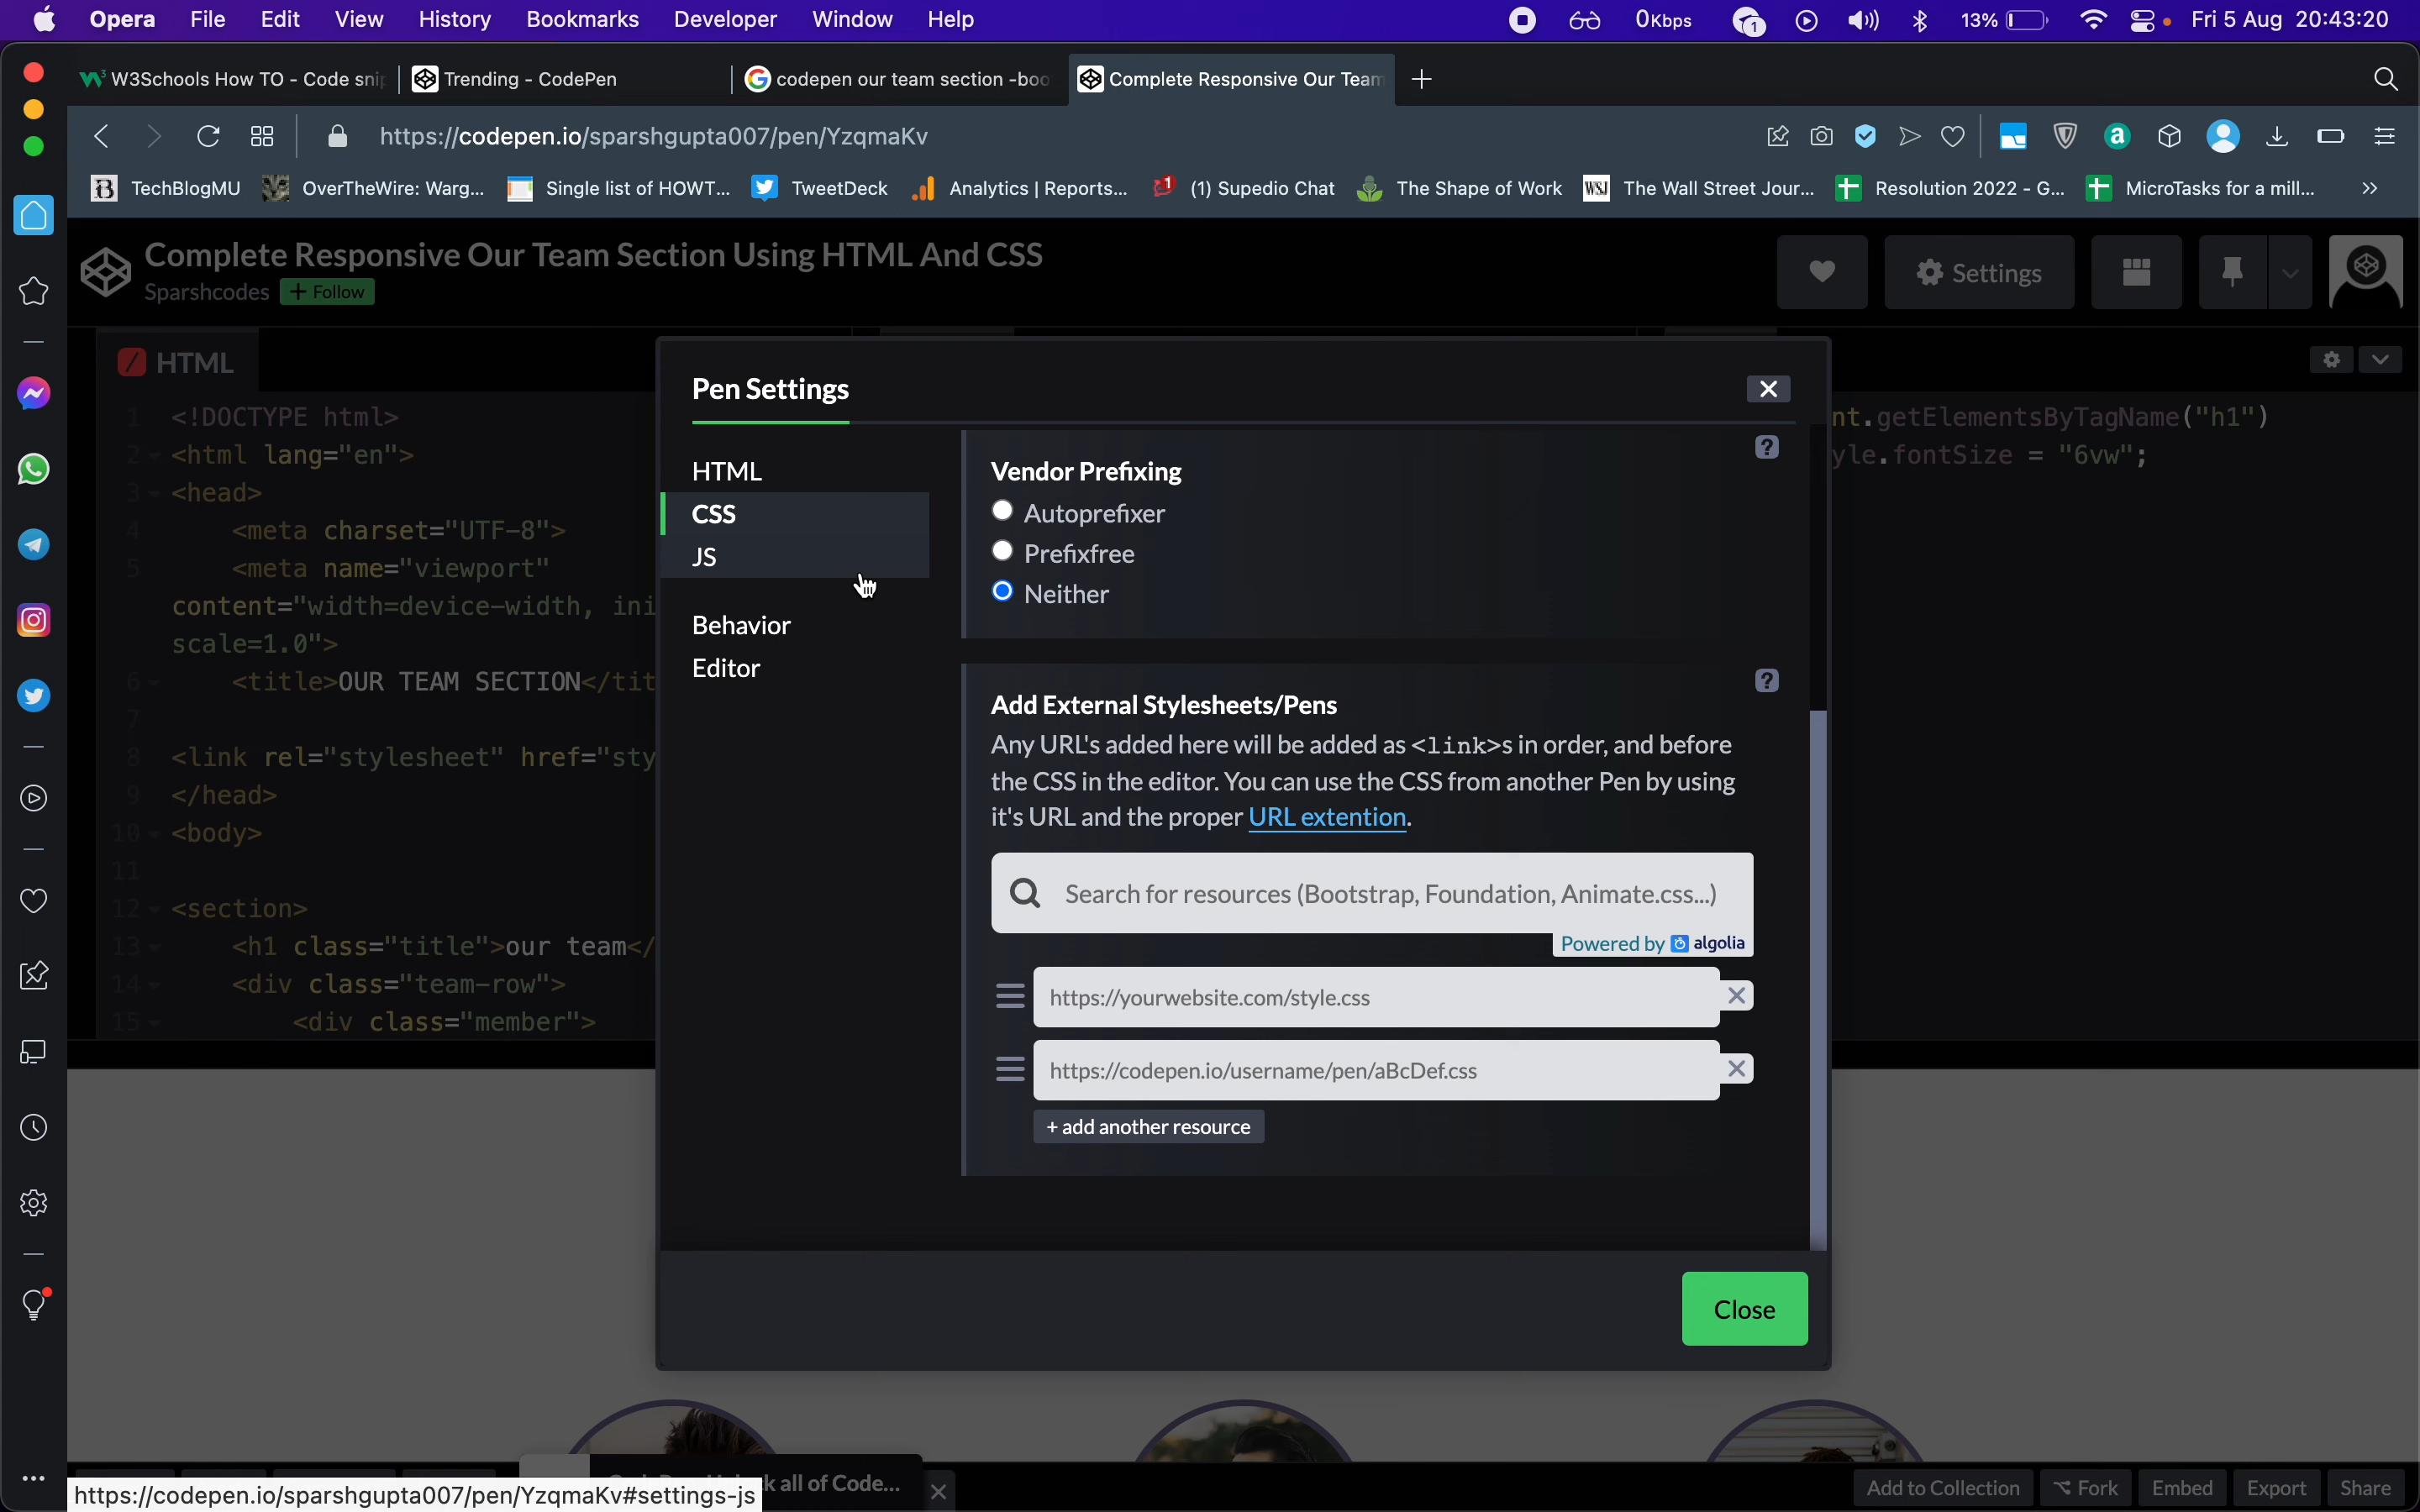 Opera File Edit View History Bookmarks Developer Window Help 0Kbps 1 13% Fri 5 Aug 20:43:20
W3Schools How TO - Code sni
Trending - CodePen
codepen our team section -boo
Complete Responsive Our Team
https://codepen.io/sparshgupta007/pen/YzqmaKv
TechBlogMU OverTheWire: Warg... Single list of HOWT... TweetDeck Analytics | Reports... (1) Supedio Chart The Shape of Work WSJ The Wall Street Jour... Resolution 2022 - G... MicroTasks for a mill...
Complete Responsive Our Team Section Using HTML And CSS
Sparshcodes + Follow
Settings
HTML
1 <!DOCTYPE html>
2 <html lang="en">
3 <head>
4 <meta charset="UTF-8">
5 <meta name="viewport"
content="width=device-width, ini
scale=1.0">
6 <title>OUR TEAM SECTION</tit
7
8 <link rel="stylesheet" href="sty
9 </head>
10 <body>
11
12 <section>
13 <h1 class="title">our team</
14 <div class="team-row">
15 <div class="member">
nt.getElementsByTagName("h1")
yle.fontSize = "6vw";
Pen Settings
HTML
CSS
JS
Behavior
Editor
Vendor Prefixing
Autoprefixer
Prefixfree
Neither
Add External Stylesheets/Pens
Any URL's added here will be added as <link>s in order, and before
the CSS in the editor. You can use the CSS from another Pen by using
it's URL and the proper URL extention.
Search for resources (Bootstrap, Foundation, Animate.css...)
Powered by algolia
https://yourwebsite.com/style.css
https://codepen.io/username/pen/aBcDef.css
+ add another resource
Close
k all of Code...
https://codepen.io/sparshgupta007/pen/YzqmaKv#settings-js
Add to Collection Fork Embed Export Share